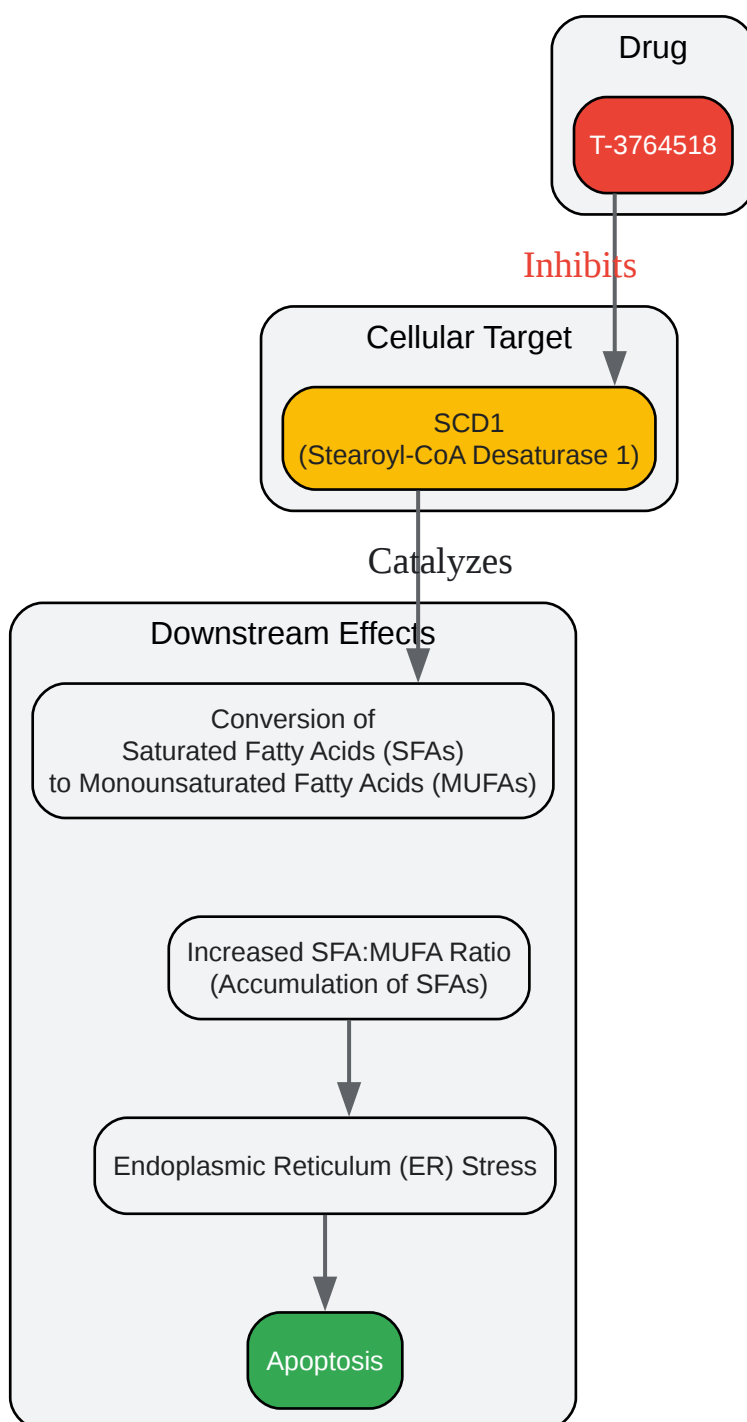 Drug
T-3764518
Inhibits
Cellular Target
SCD1
(Stearoyl-CoA Desaturase 1)
Catalyzes
Downstream Effects
Conversion of
Saturated Fatty Acids (SFAs)
to Monounsaturated Fatty Acids (MUFAs)
Increased SFA:MUFA Ratio
(Accumulation of SFAs)
Endoplasmic Reticulum (ER) Stress
Apoptosis